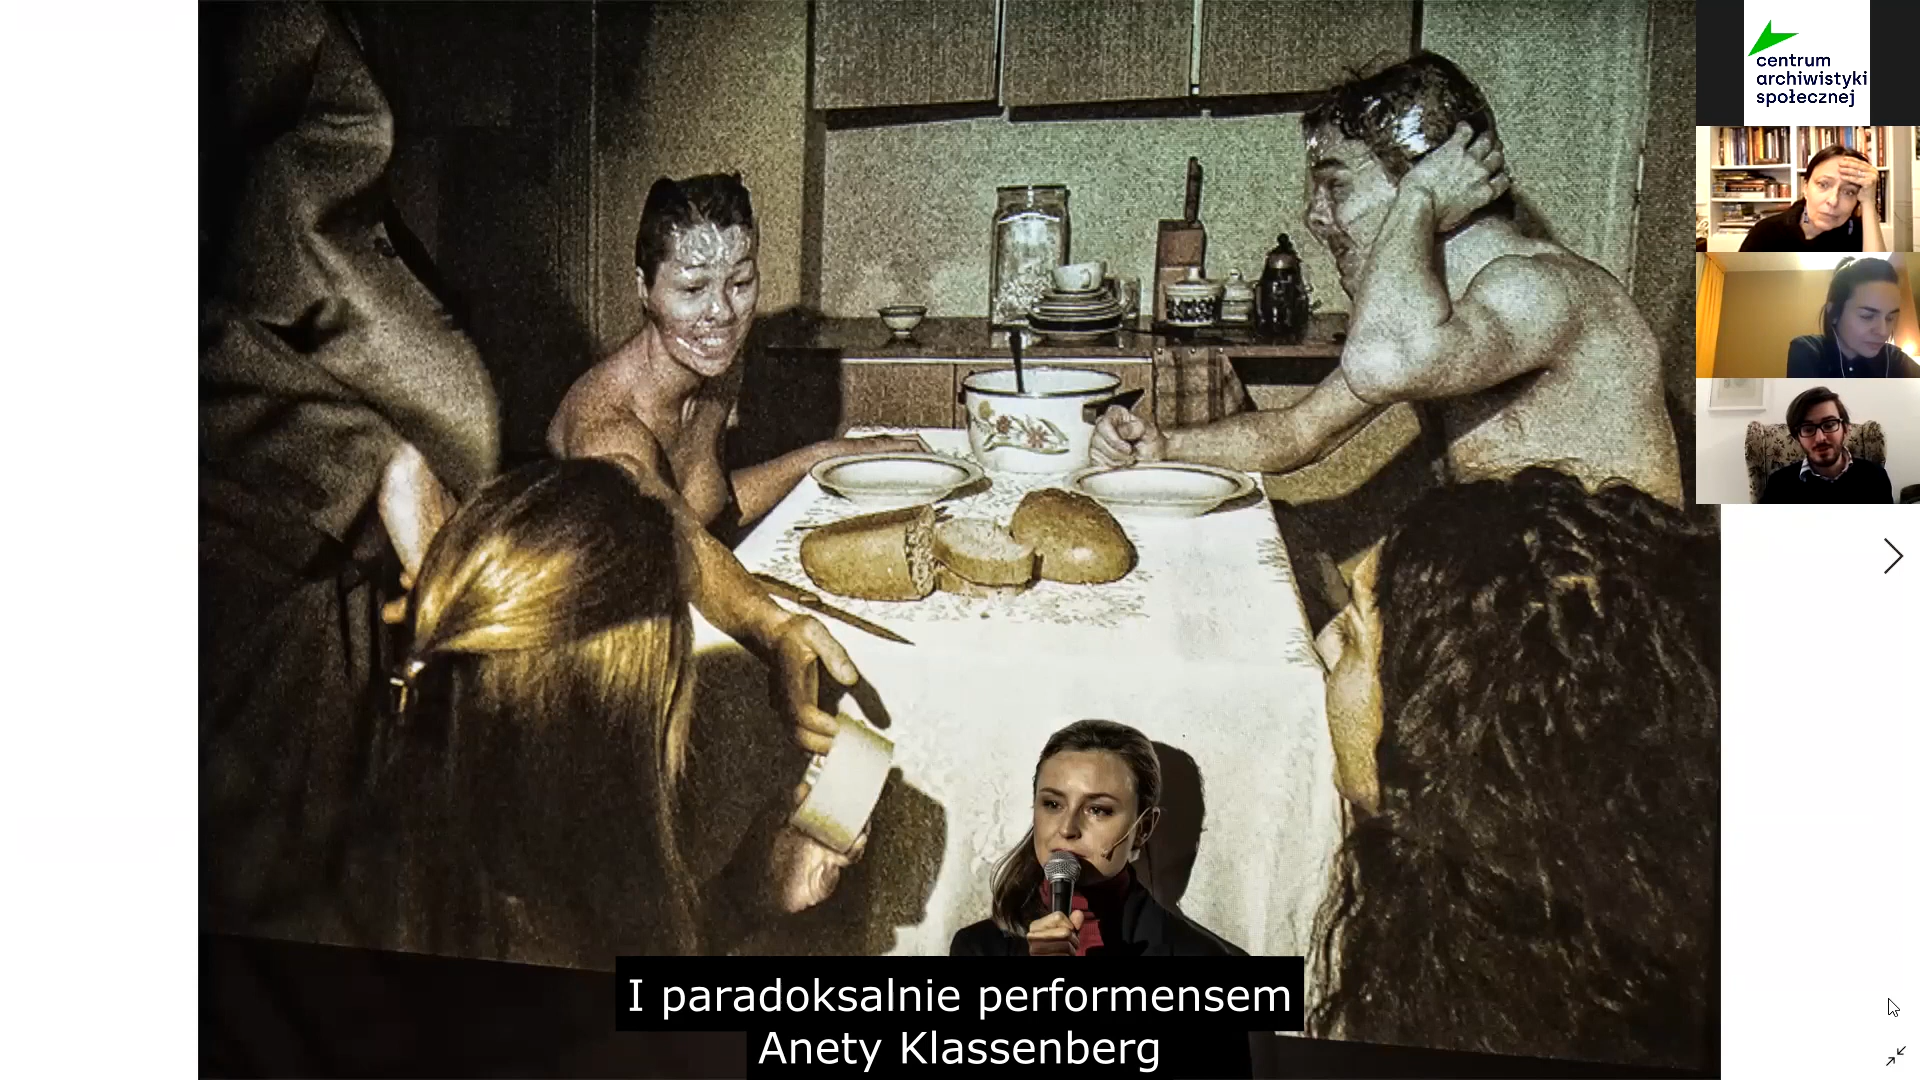 centrum
archiwistyki
społecznej
I paradoksalnie performensem
Anety Klassenberg